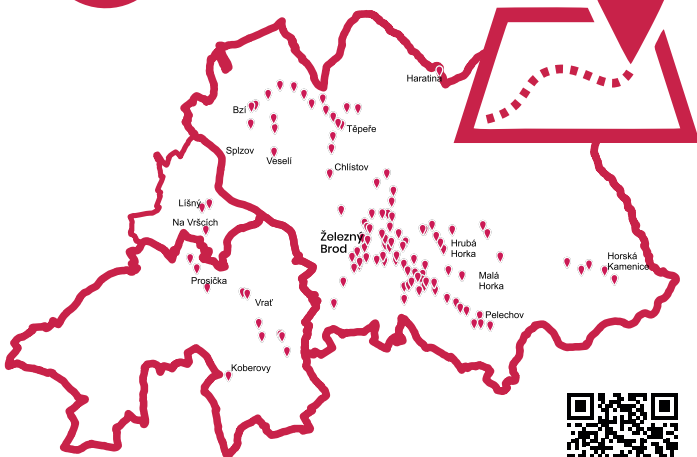 Haratina
Bzí
Těpeře
Splzov
Veselí
Chlístov
Líšný
Na Vršcích
Železný
Brod
Hrubá
Horka
Horská
Kamenice
Malá
Horka
Prosička
Vrať
Pelechov
Koberovy